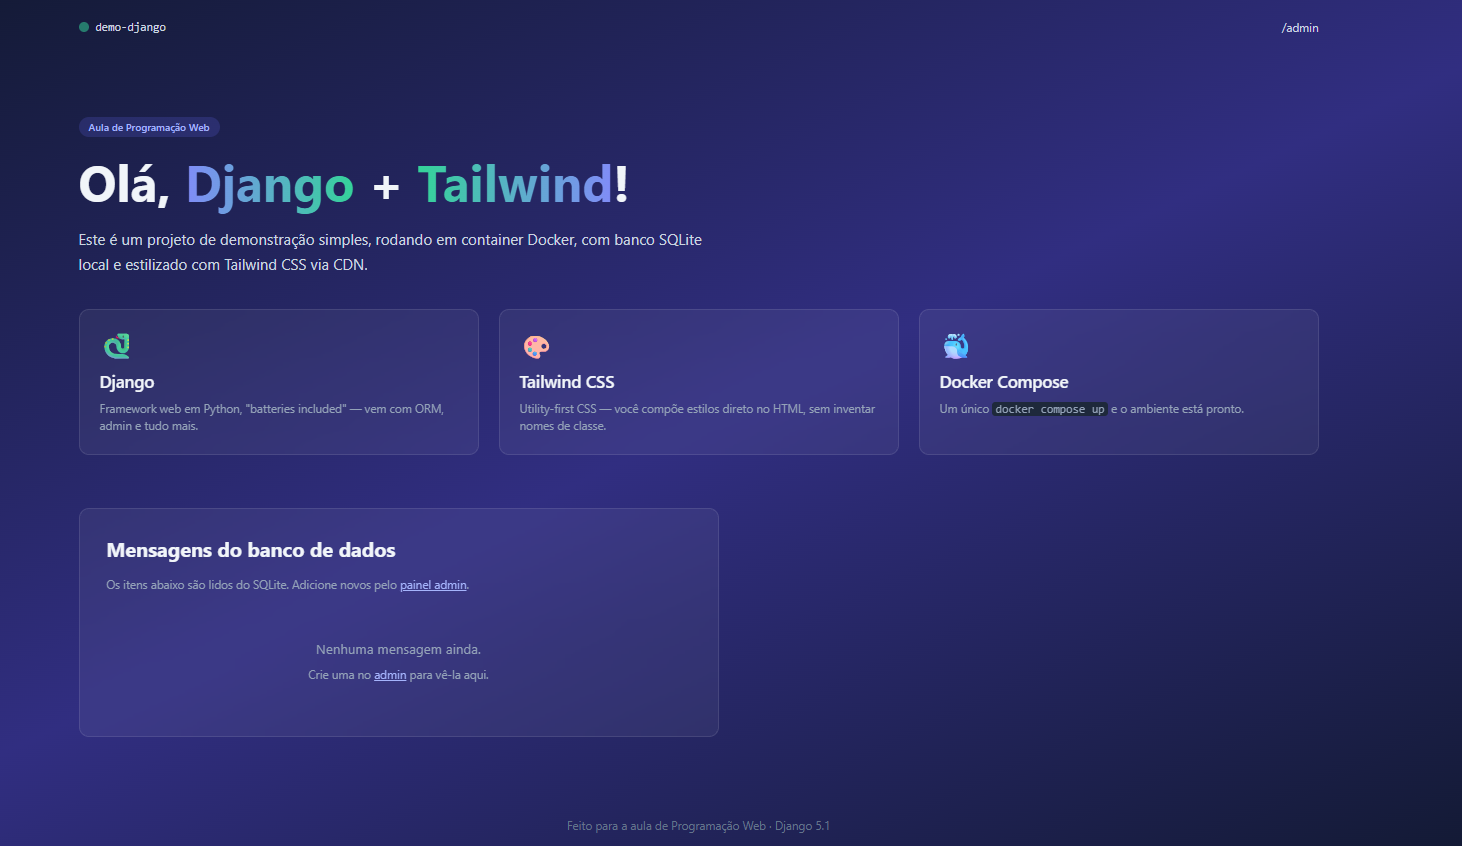 demo-django
/admin
Aula de Programação Web
Olá, Django + Tailwind!
Este é um projeto de demonstração simples, rodando em container Docker, com banco SQLite
local e estilizado com Tailwind CSS via CDN.
Django
Framework web em Python, "batteries included" — vem com ORM,
admin e tudo mais.
Tailwind CSS
Utility-first CSS — você compõe estilos direto no HTML, sem inventar
nomes de classe.
Docker Compose
Um único docker compose up e o ambiente está pronto.
Mensagens do banco de dados
Os itens abaixo são lidos do SQLite. Adicione novos pelo painel admin.
Nenhuma mensagem ainda.
Crie uma no admin para vê-la aqui.
Feito para a aula de Programação Web · Django 5.1